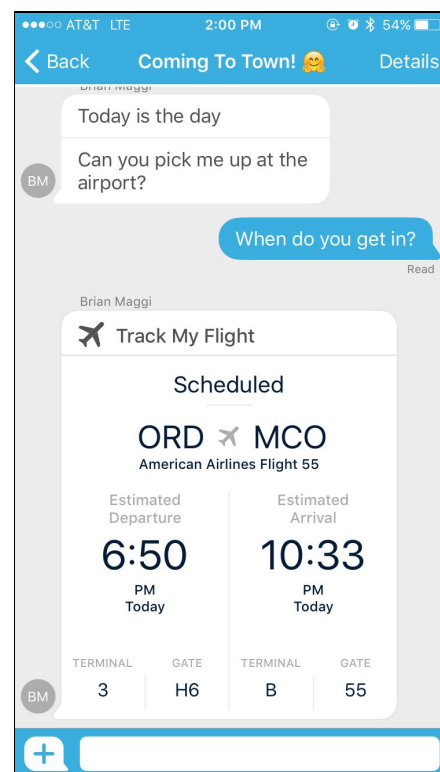 AT&T LTE 2:00 PM 54%
Back Coming To Town! 🤗 Details
Brian Maggi
Today is the day
Can you pick me up at the
airport?
BM
When do you get in?
Read
Brian Maggi
Track My Flight
Scheduled
ORD MCO
American Airlines Flight 55
Estimated Estimated
Departure Arrival
6:50 10:33
PM PM
Today Today
TERMINAL GATE TERMINAL GATE
3 H6 B 55
BM